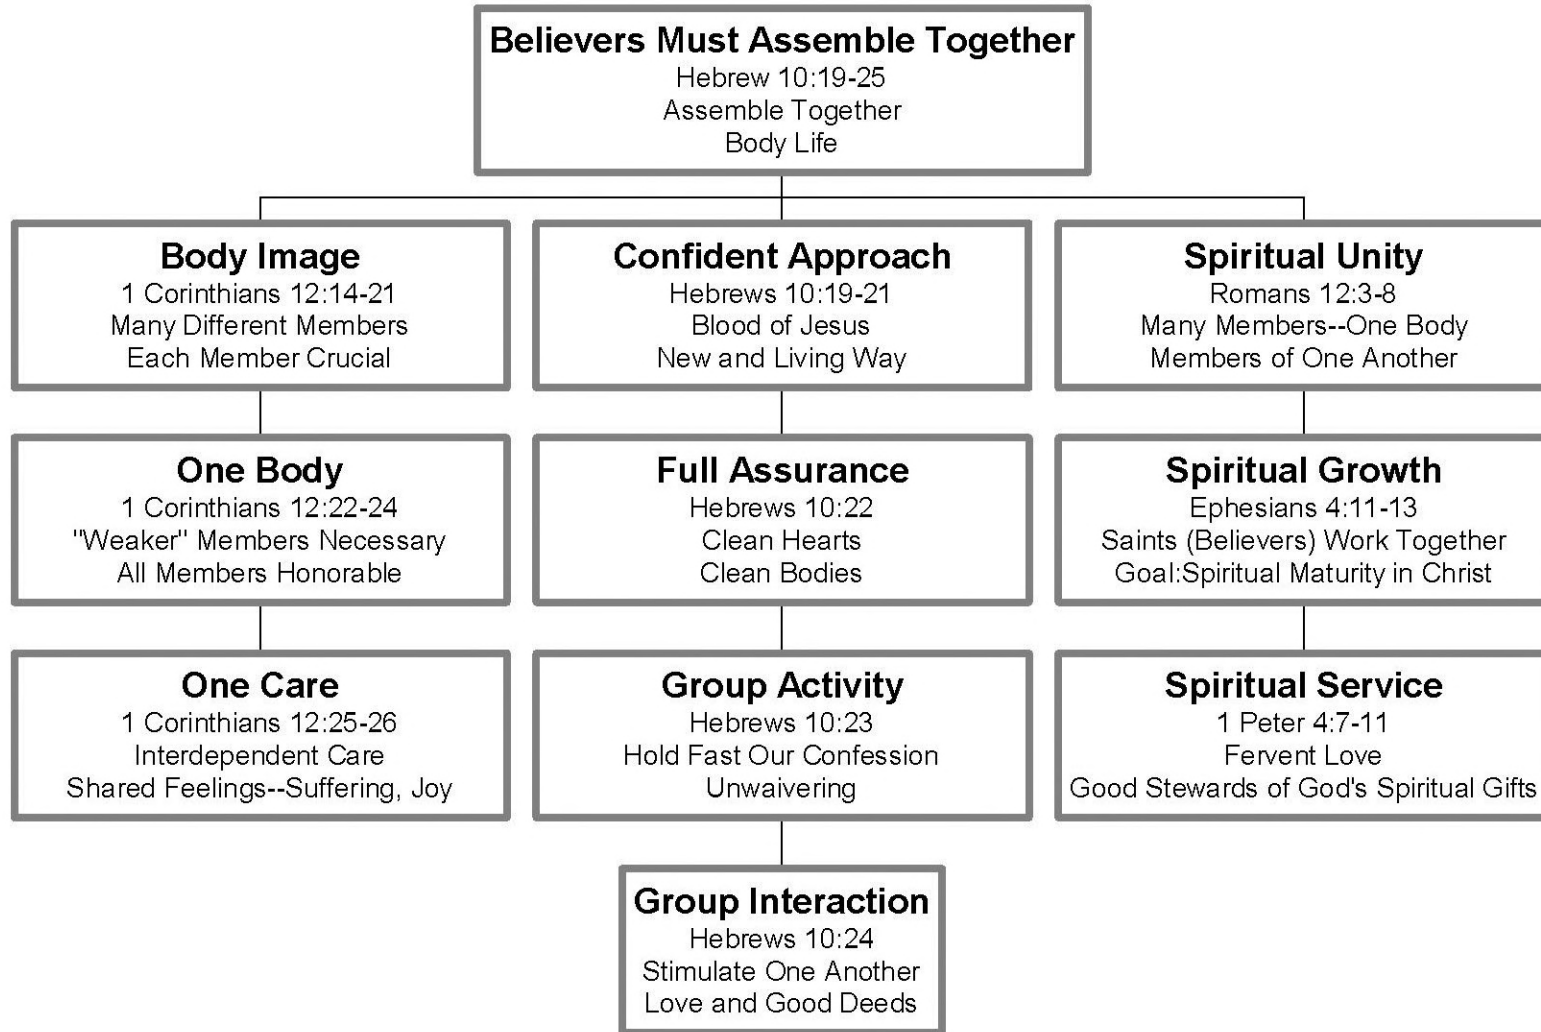 Believers Must Assemble Together
Hebrew 10:19-25
Assemble Together
Body Life
Body Image
1 Corinthians 12:14-21
Many Different Members
Each Member Crucial
Confident Approach
Hebrews 10:19-21
Blood of Jesus
New and Living Way
Spiritual Unity
Romans 12:3-8
Many Members--One Body
Members of One Another
One Body
1 Corinthians 12:22-24
"Weaker" Members Necessary
All Members Honorable
Full Assurance
Hebrews 10:22
Clean Hearts
Clean Bodies
Spiritual Growth
Ephesians 4:11-13
Saints (Believers) Work Together
Goal:Spiritual Maturity in Christ
One Care
1 Corinthians 12:25-26
Interdependent Care
Shared Feelings--Suffering, Joy
Group Activity
Hebrews 10:23
Hold Fast Our Confession
Unwaivering
Spiritual Service
1 Peter 4:7-11
Fervent Love
Good Stewards of God's Spiritual Gifts
Group Interaction
Hebrews 10:24
Stimulate One Another
Love and Good Deeds